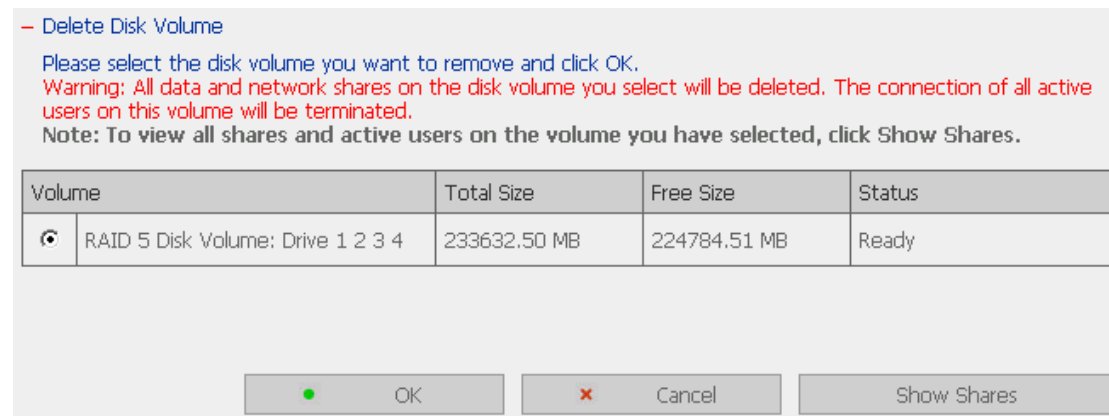 – Delete Disk Volume
Please select the disk volume you want to remove and click OK.
Warning: All data and network shares on the disk volume you select will be deleted. The connection of all active
users on this volume will be terminated.
Note: To view all shares and active users on the volume you have selected, click Show Shares.
Volume Total Size Free Size Status
RAID 5 Disk Volume: Drive 1 2 3 4 233632.50 MB 224784.51 MB Ready
OK Cancel Show Shares